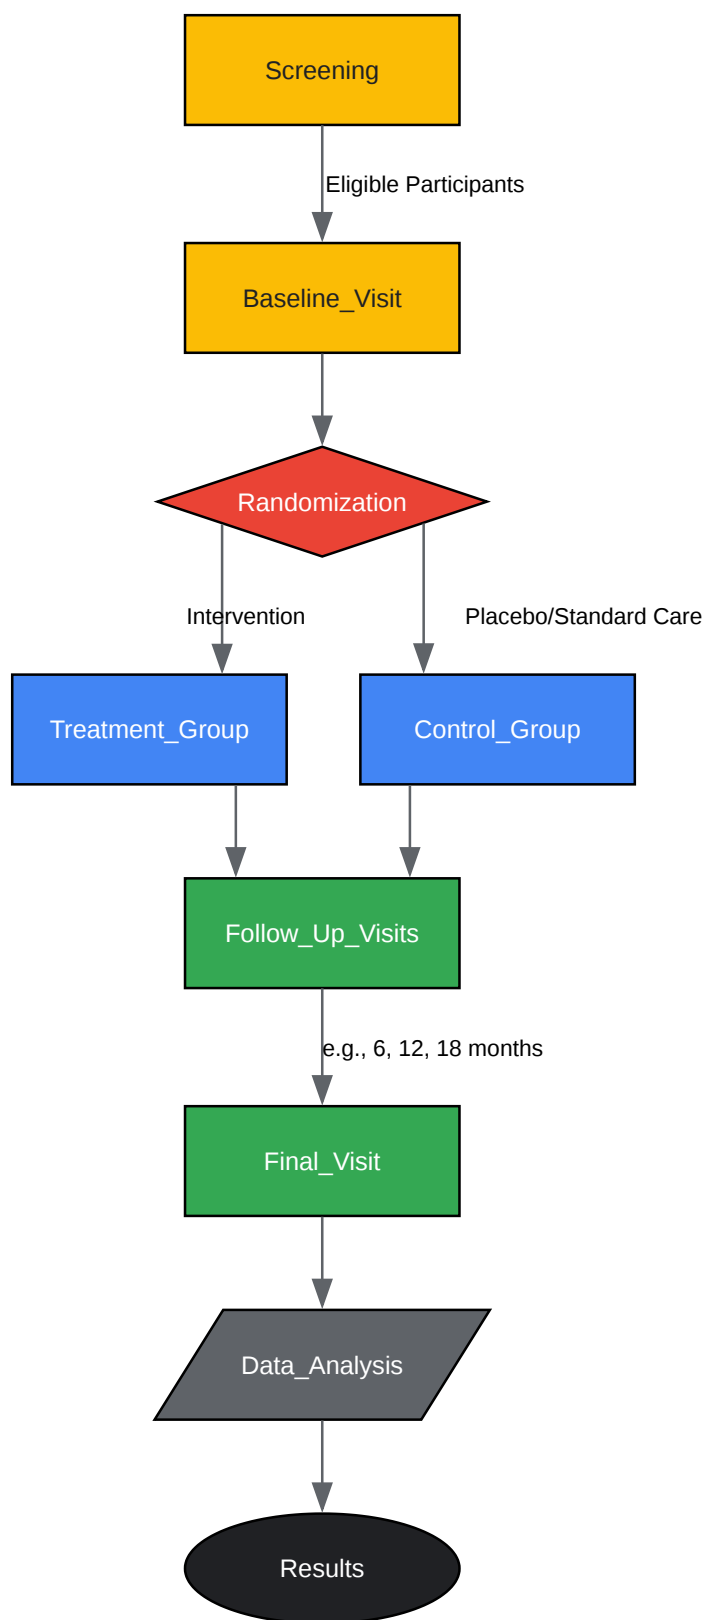 Screening
Eligible Participants
Baseline_Visit
Randomization
Intervention
Placebo/Standard Care
Treatment_Group
Control_Group
Follow_Up_Visits
e.g., 6, 12, 18 months
Final_Visit
Data_Analysis
Results